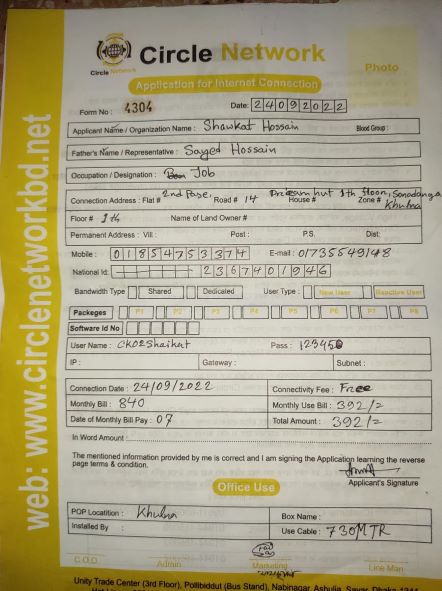 Circle Network
Circle Network
Application for Internet Connection
Photo
Form No : 4304
Date: 24092022
Applicant Name / Organization Name : Shawkat Hossain Blood Group :
Father's Name / Representative : Sayed Hossain
Occupation / Designation : Job
Connection Address : Flat # 2nd Pase, Road # 14 House # Dream hut 1th floor, Zone # Sonadanga, Khulna
Floor # 1th Name of Land Owner #
Permanent Address : Vill : Post : P.S. Dist:
Mobile : 01854753374 E-mail : 01735549148
National Id: 2367401946
Bandwidth Type Shared Dedicated User Type : New User Reactive User
Packeges P1 P2 P3 P4 P5 P6 P7 P8
Software Id No
User Name : CK02Shaikat Pass : 123450
IP : Gateway : Subnet :
Connection Date : 24/09/2022 Connectivity Fee : Free
Monthly Bill : 840 Monthly Use Bill : 392/=
Date of Monthly Bill Pay : 07 Total Amount : 392/=
In Word Amount :
The mentioned information provided by me is correct and I am signing the Application learning the reverse
page terms & condition.
Applicant's Signature
Office Use
POP Locatition : Khulna Box Name :
Installed By : Use Cable : 730MTR
C.O.O. Admin Marketing Line Man
Unity Trade Center (3rd Floor), Pollibiddut (Bus Stand), Nabinagar, Ashulia, Savar, Dhaka 1344
web: www.circlenetworkbd.net